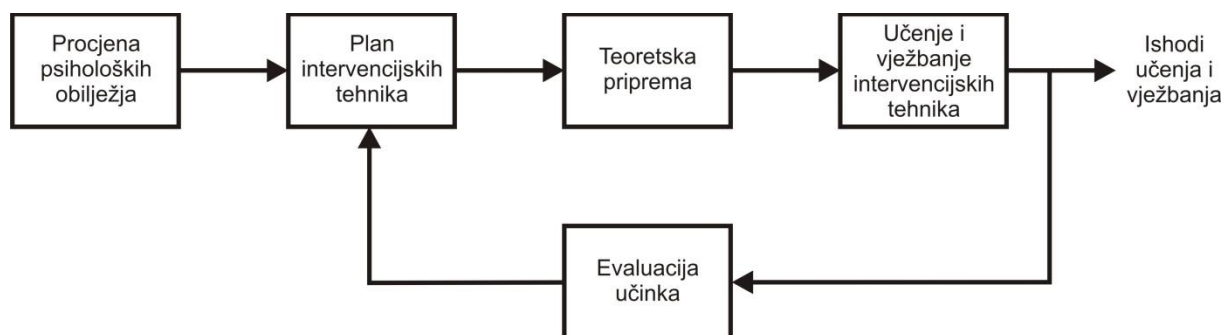 Procjena
psiholoških
obilježja
Plan
intervencijskih
tehnika
Teoretska
priprema
Učenje i
vježbanje
intervencijskih
tehnika
Ishodi
učenja i
vježbanja
Evaluacija
učinka